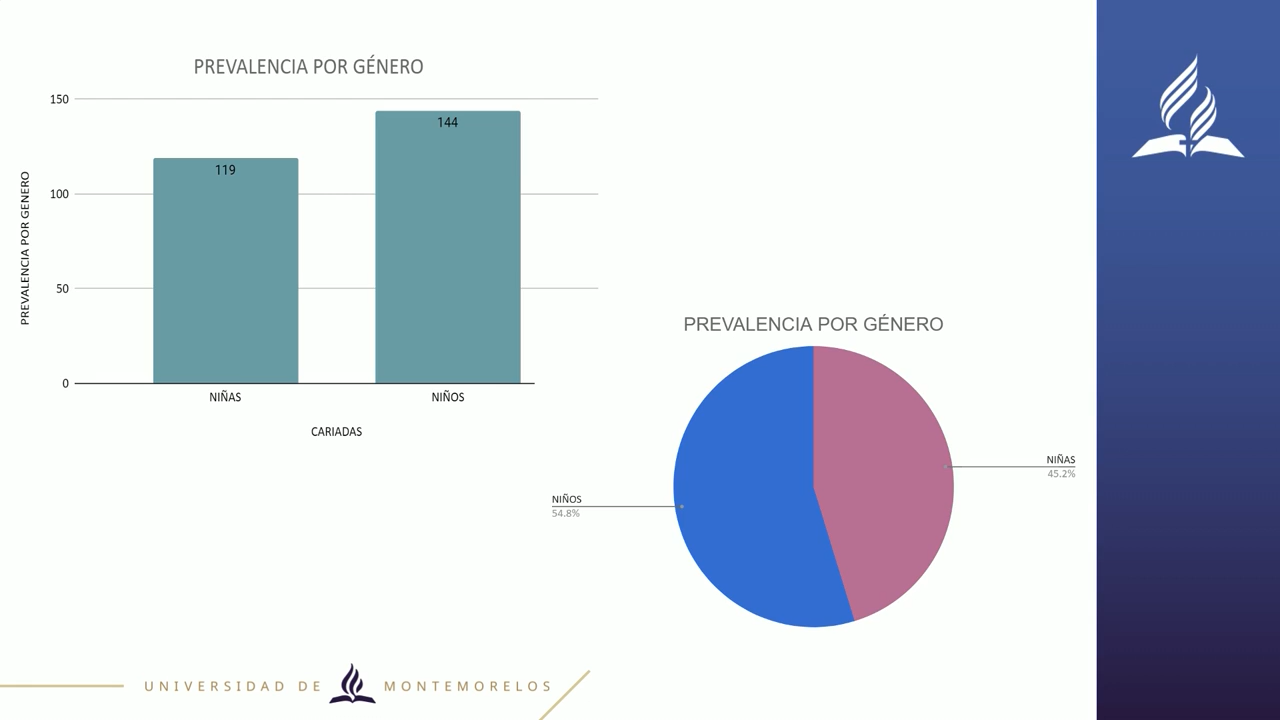 PREVALENCIA POR GÉNERO
PREVALENCIA POR GENERO
150
100
50
0
119
144
NIÑAS
NIÑOS
CARIADAS
PREVALENCIA POR GÉNERO
NIÑAS
45.2%
NIÑOS
54.8%
UNIVERSIDAD DE MONTEMORELOS